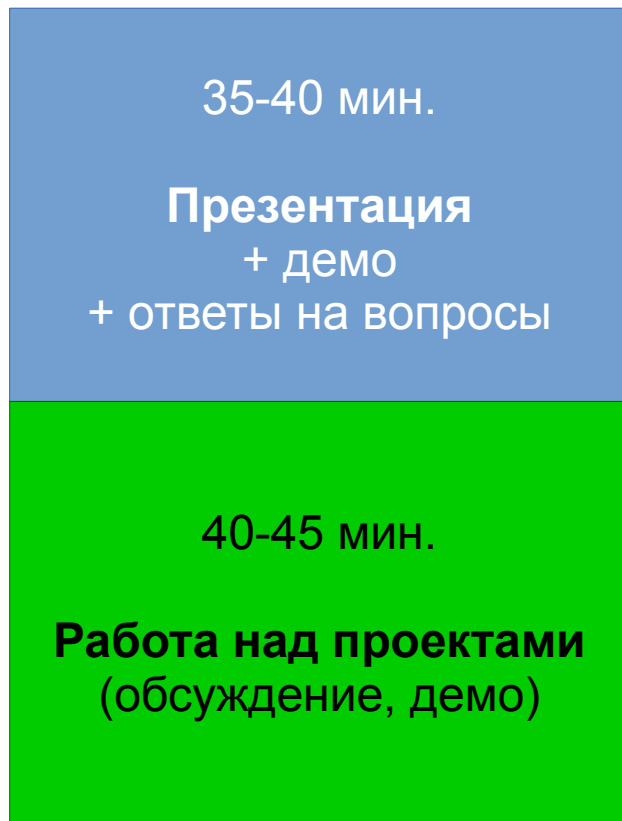 35-40 мин.
Презентация
+ демо
+ ответы на вопросы
40-45 мин.
Работа над проектами
(обсуждение, демо)